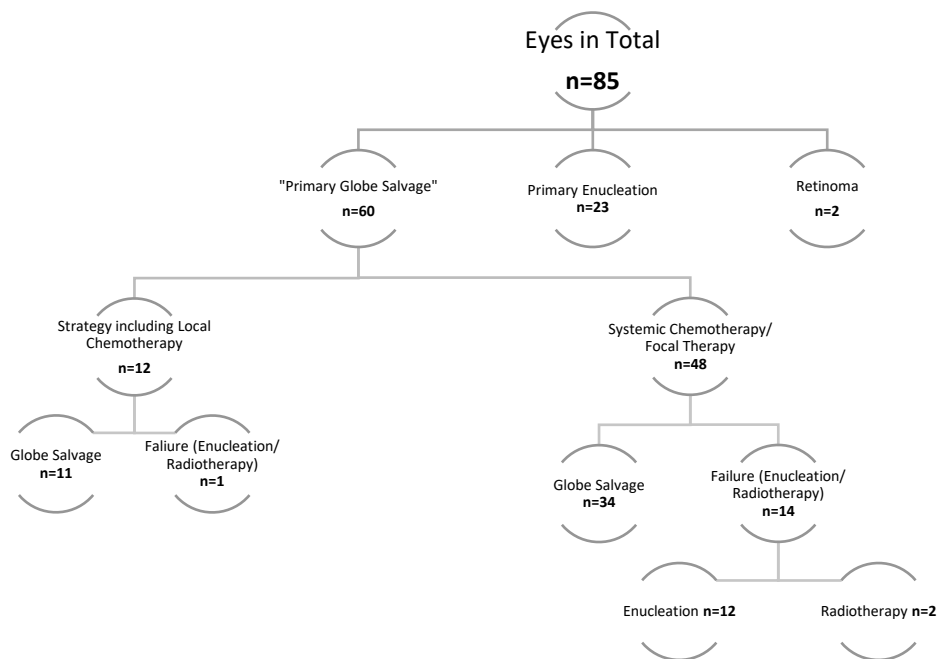 Eyes in Total
n=85
"Primary Globe Salvage"
n=60
Primary Enucleation
n=23
Retinoma
n=2
Strategy including Local
Chemotherapy
n=12
Systemic Chemotherapy/
Focal Therapy
n=48
Globe Salvage
n=11
Faliure (Enucleation/
Radiotherapy)
n=1
Globe Salvage
n=34
Failure (Enucleation/
Radiotherapy)
n=14
Enucleation n=12
Radiotherapy n=2